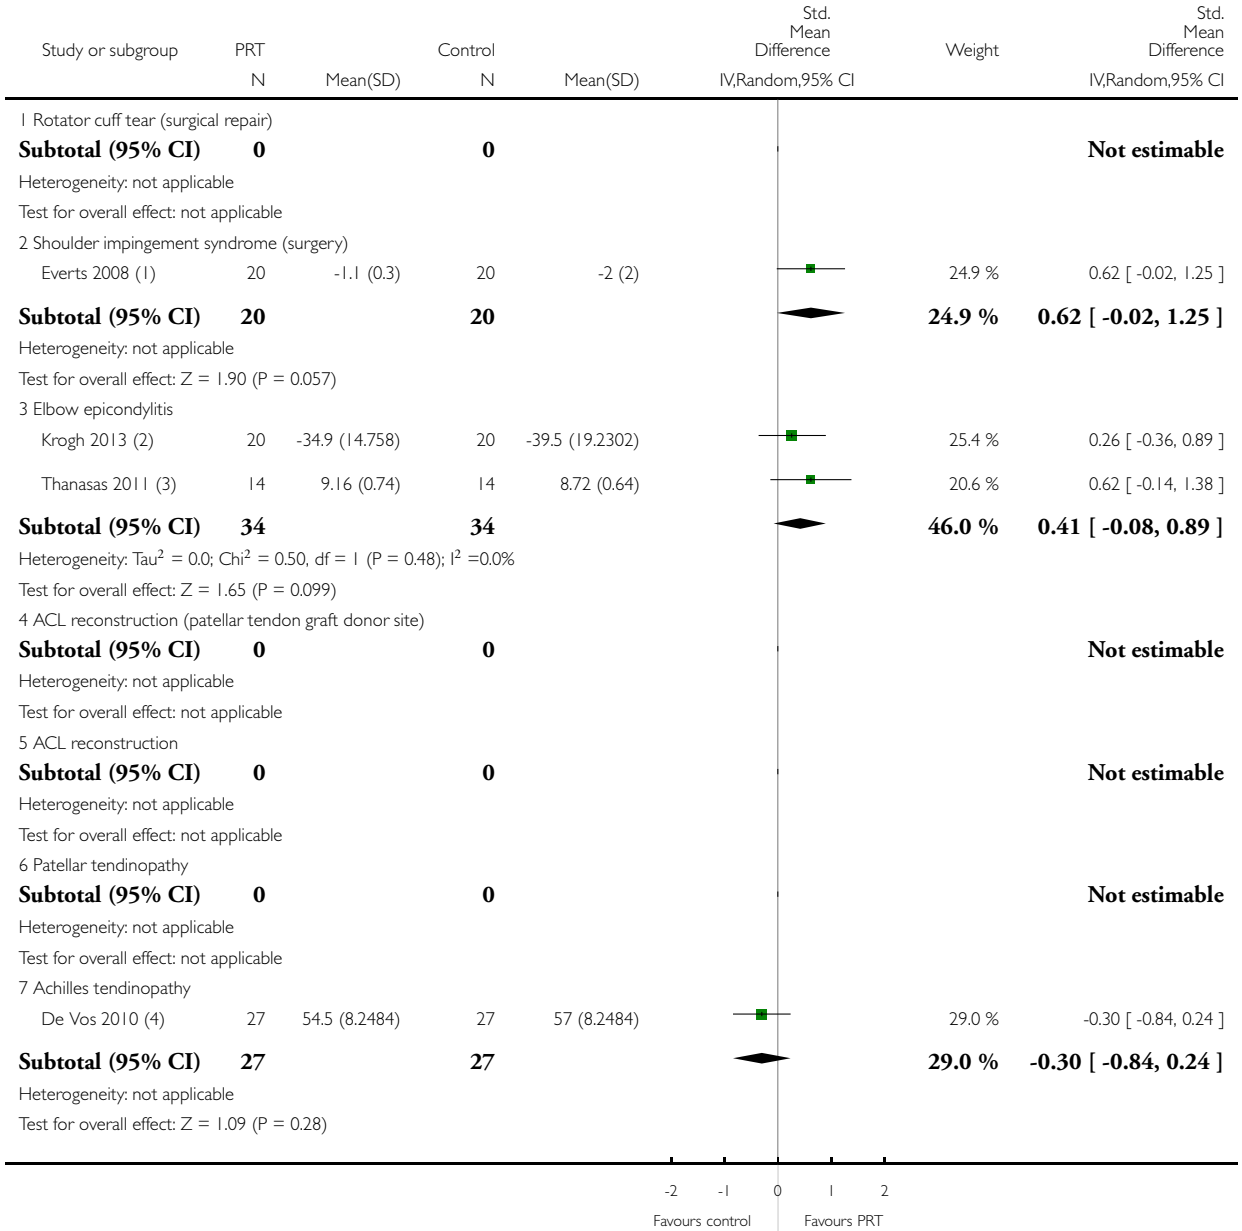 Study or subgroup PRT Control Std. Mean Difference Weight Std. Mean Difference
N Mean(SD) N Mean(SD) IV,Random,95% CI IV,Random,95% CI
1 Rotator cuff tear (surgical repair)
Subtotal (95% CI) 0 0 Not estimable
Heterogeneity: not applicable
Test for overall effect: not applicable
2 Shoulder impingement syndrome (surgery)
Everts 2008 (1) 20 -1.1 (0.3) 20 -2 (2) 24.9 % 0.62 [ -0.02, 1.25 ]
Subtotal (95% CI) 20 20 24.9 % 0.62 [ -0.02, 1.25 ]
Heterogeneity: not applicable
Test for overall effect: Z = 1.90 (P = 0.057)
3 Elbow epicondylitis
Krogh 2013 (2) 20 -34.9 (14.758) 20 -39.5 (19.2302) 25.4 % 0.26 [ -0.36, 0.89 ]
Thanasas 2011 (3) 14 9.16 (0.74) 14 8.72 (0.64) 20.6 % 0.62 [ -0.14, 1.38 ]
Subtotal (95% CI) 34 34 46.0 % 0.41 [ -0.08, 0.89 ]
Heterogeneity: Tau² = 0.0; Chi² = 0.50, df = 1 (P = 0.48); I² =0.0%
Test for overall effect: Z = 1.65 (P = 0.099)
4 ACL reconstruction (patellar tendon graft donor site)
Subtotal (95% CI) 0 0 Not estimable
Heterogeneity: not applicable
Test for overall effect: not applicable
5 ACL reconstruction
Subtotal (95% CI) 0 0 Not estimable
Heterogeneity: not applicable
Test for overall effect: not applicable
6 Patellar tendinopathy
Subtotal (95% CI) 0 0 Not estimable
Heterogeneity: not applicable
Test for overall effect: not applicable
7 Achilles tendinopathy
De Vos 2010 (4) 27 54.5 (8.2484) 27 57 (8.2484) 29.0 % -0.30 [ -0.84, 0.24 ]
Subtotal (95% CI) 27 27 29.0 % -0.30 [ -0.84, 0.24 ]
Heterogeneity: not applicable
Test for overall effect: Z = 1.09 (P = 0.28)
-2 -1 0 1 2
Favours control Favours PRT